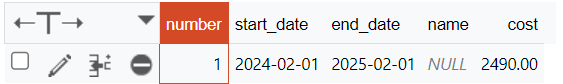 number start_date end_date name cost
1 2024-02-01 2025-02-01 NULL 2490.00